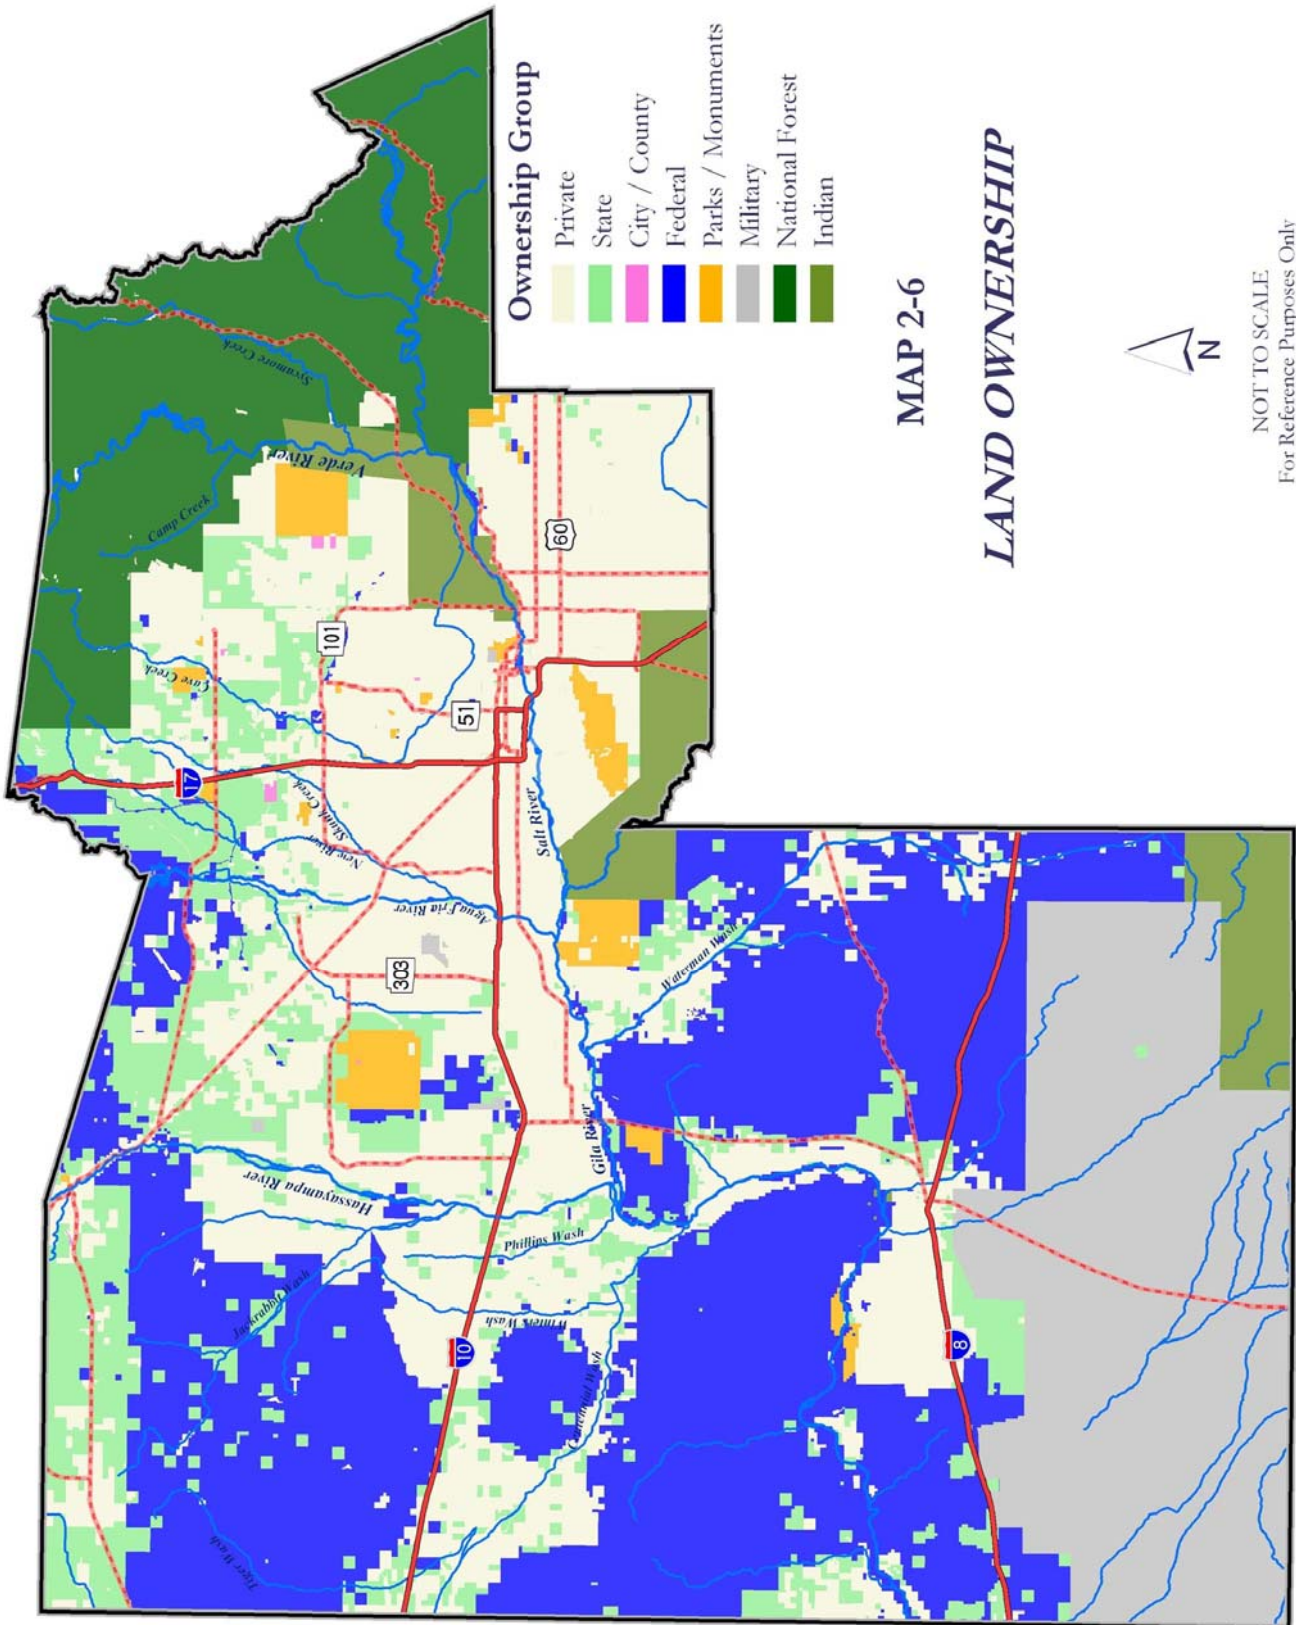 Ownership Group
Private
State
City / County
Federal
Parks / Monuments
Military
National Forest
Indian
MAP 2-6
LAND OWNERSHIP
N
NOT TO SCALE
For Reference Purposes Only
Sycamore Creek
Verde River
Camp Creek
60
101
51
Cave Creek
17
Skunk Creek
New River
Salt River
Agua Fria River
303
Waterman Wash
Gila River
Hassayampa River
Phillips Wash
Jackrabbit Wash
Winters Wash
10
Centennial Wash
8
Tiger Wash